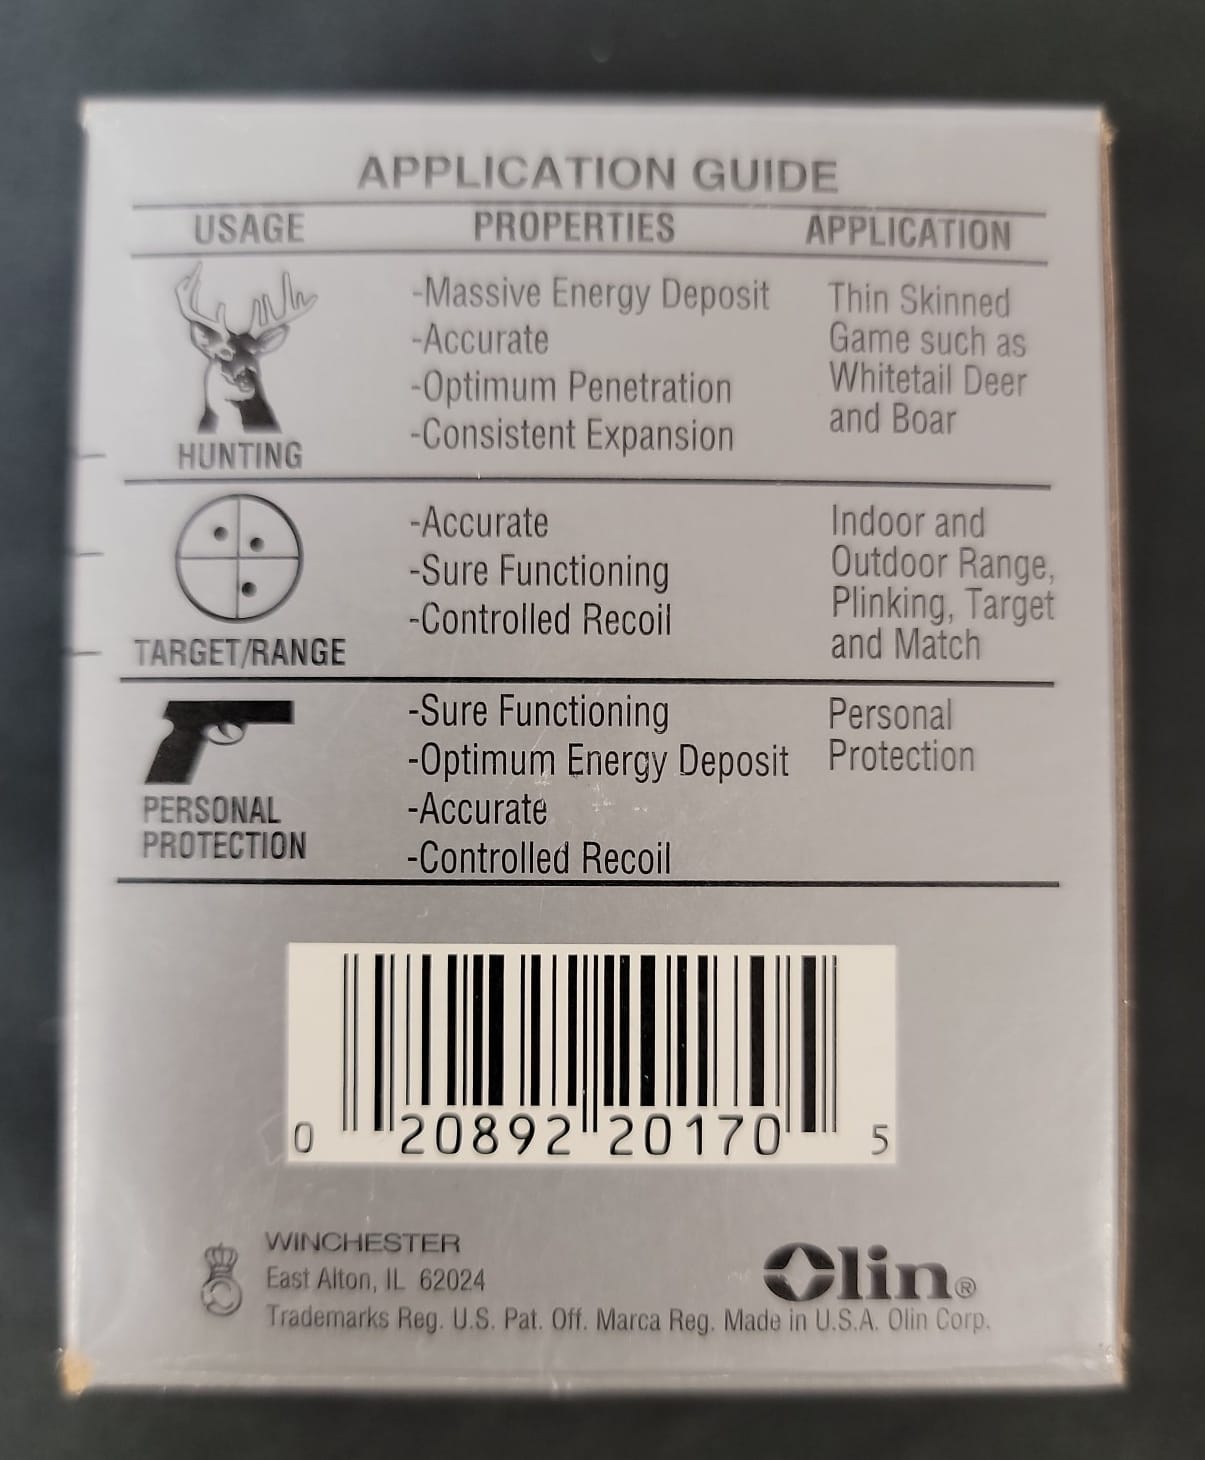 APPLICATION GUIDE
USAGE PROPERTIES APPLICATION
HUNTING
-Massive Energy Deposit
-Accurate
-Optimum Penetration
-Consistent Expansion
Thin Skinned
Game such as
Whitetail Deer
and Boar
TARGET/RANGE
-Accurate
-Sure Functioning
-Controlled Recoil
Indoor and
Outdoor Range,
Plinking, Target
and Match
PERSONAL
PROTECTION
-Sure Functioning
-Optimum Energy Deposit
-Accurate
-Controlled Recoil
Personal
Protection
0 20892 20170 5
WINCHESTER
East Alton, IL 62024
Trademarks Reg. U.S. Pat. Off. Marca Reg. Made in U.S.A. Olin Corp.
Olin®